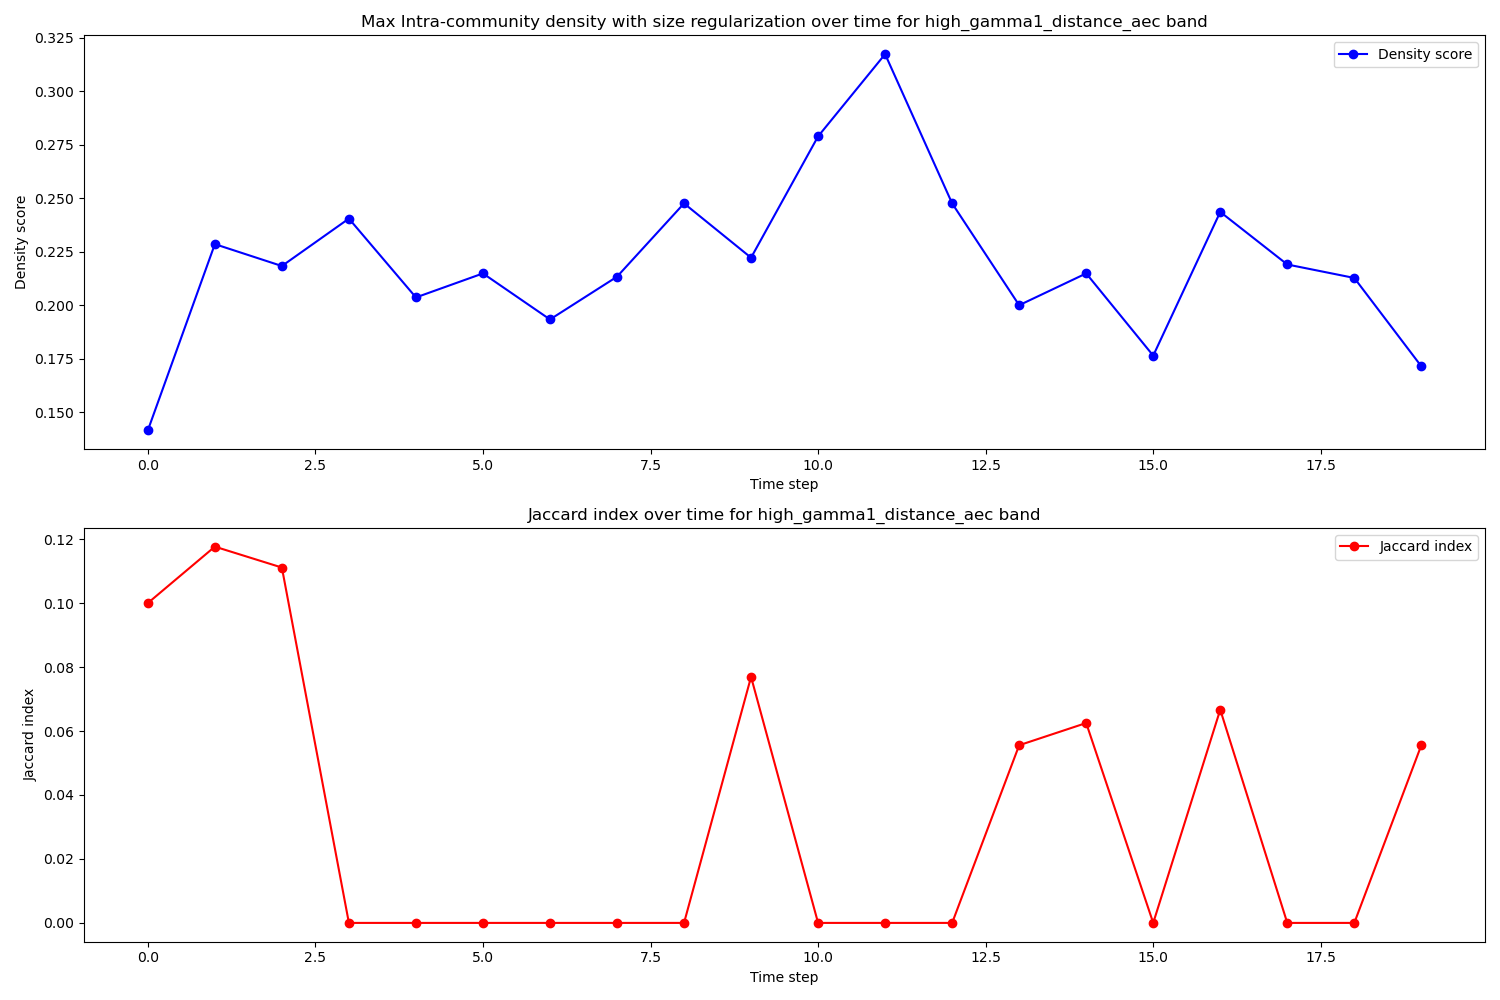 Max Intra-community density with size regularization over time for high_gamma1_distance_aec band
0.325
0.300
0.275
0.250
0.225
0.200
0.175
0.150
Density score
Density score
0.0 2.5 5.0 7.5 10.0 12.5 15.0 17.5
Time step
Jaccard index over time for high_gamma1_distance_aec band
0.12
0.10
0.08
0.06
0.04
0.02
0.00
Jaccard index
Jaccard index
0.0 2.5 5.0 7.5 10.0 12.5 15.0 17.5
Time step